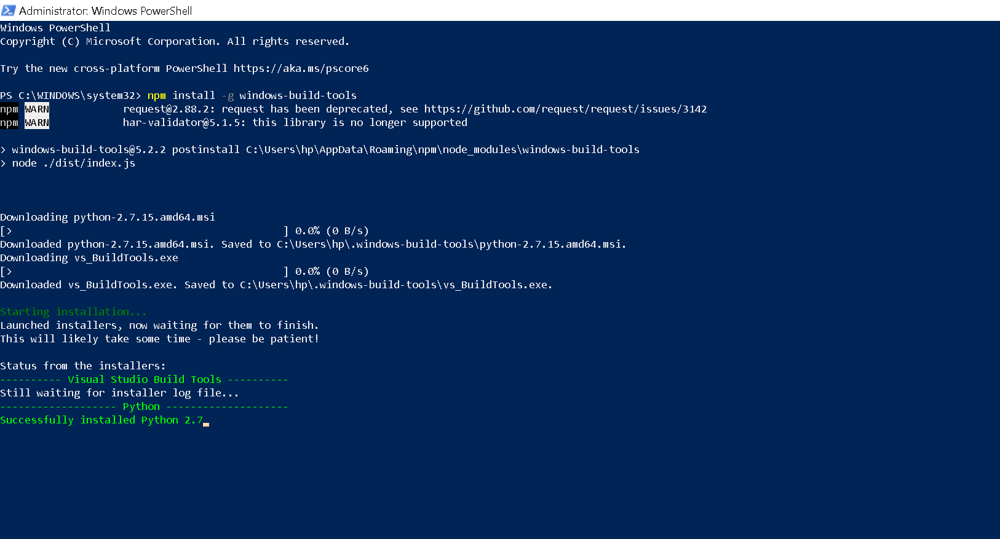 Administrator: Windows PowerShell
Windows PowerShell
Copyright (C) Microsoft Corporation. All rights reserved.
Try the new cross-platform PowerShell https://aka.ms/pscore6
PS C:\WINDOWS\system32> npm install -g windows-build-tools
npm WARN request@2.88.2: request has been deprecated, see https://github.com/request/request/issues/3142
npm WARN har-validator@5.1.5: this library is no longer supported
> windows-build-tools@5.2.2 postinstall C:\Users\hp\AppData\Roaming\npm\node_modules\windows-build-tools
> node ./dist/index.js
Downloading python-2.7.15.amd64.msi
[> ] 0.0% (0 B/s)
Downloaded python-2.7.15.amd64.msi. Saved to C:\Users\hp\.windows-build-tools\python-2.7.15.amd64.msi.
Downloading vs_BuildTools.exe
[> ] 0.0% (0 B/s)
Downloaded vs_BuildTools.exe. Saved to C:\Users\hp\.windows-build-tools\vs_BuildTools.exe.
Starting installation...
Launched installers, now waiting for them to finish.
This will likely take some time - please be patient!
Status from the installers:
---------- Visual Studio Build Tools ----------
Still waiting for installer log file...
------------------- Python --------------------
Successfully installed Python 2.7